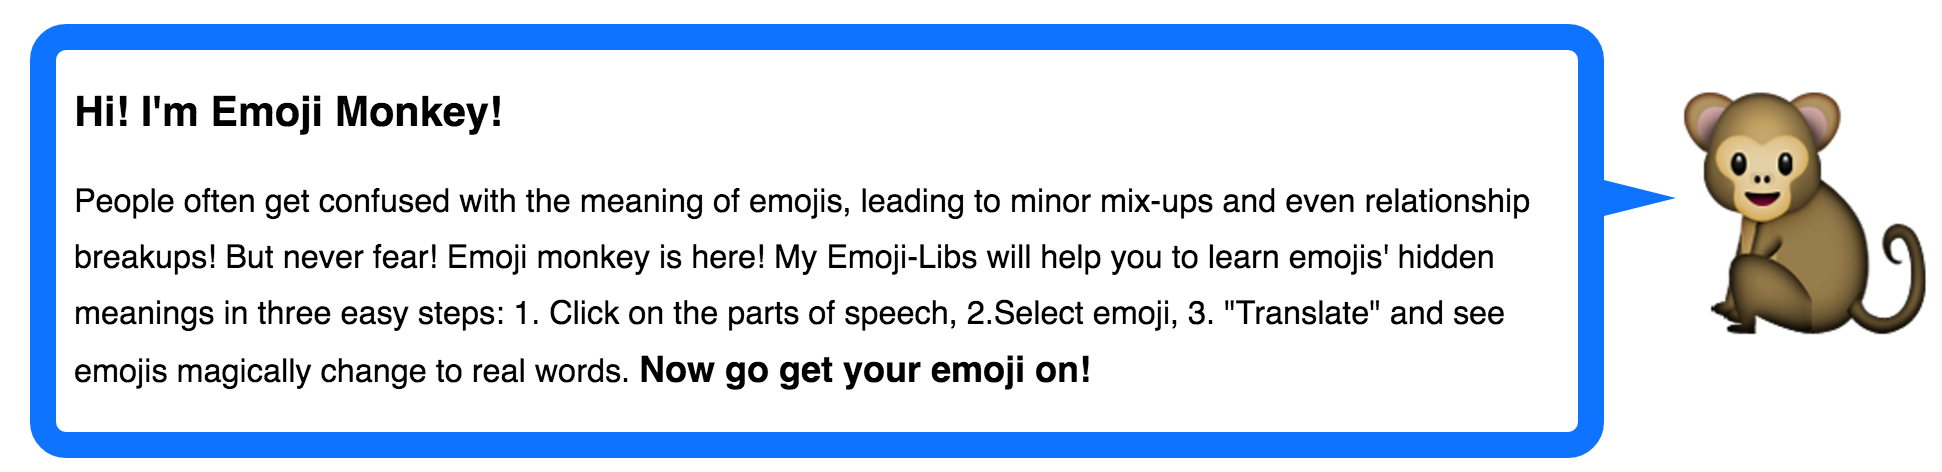 Hi! I'm Emoji Monkey!
People often get confused with the meaning of emojis, leading to minor mix-ups and even relationship
breakups! But never fear! Emoji monkey is here! My Emoji-Libs will help you to learn emojis' hidden
meanings in three easy steps: 1. Click on the parts of speech, 2.Select emoji, 3. "Translate" and see
emojis magically change to real words. Now go get your emoji on!